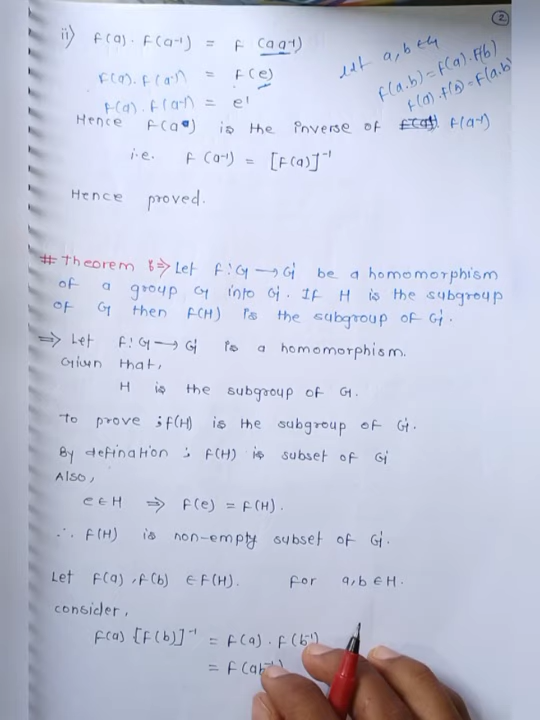 ②
ii) f(a). f(a⁻¹) = f (aa⁻¹)
f(a). f(a⁻¹) = f(e)
f(a). f(a⁻¹) = e'
let a, b ∈ G
f(a.b) = f(a). f(b)
f(a). f(b) = f(a.b)
Hence f(a) is the inverse of f(a⁻¹)
i.e. f (a⁻¹) = [f(a)]⁻¹
Hence proved.
# Theorem :⇒ Let f: G → G' be a homomorphism
of a group G into G'. If H is the subgroup
of G then f(H) is the subgroup of G'.
⇒ Let f: G → G' is a homomorphism.
Given that,
H is the subgroup of G.
To prove : f(H) is the subgroup of G'.
By defination : f(H) is subset of G'
Also,
e ∈ H ⇒ f(e) = f(H).
∴ f(H) is non-empty subset of G'.
Let f(a), f(b) ∈ f(H). for a, b ∈ H.
consider,
f(a) [f(b)]⁻¹ = f(a). f(b⁻¹)
= f(ab⁻¹)